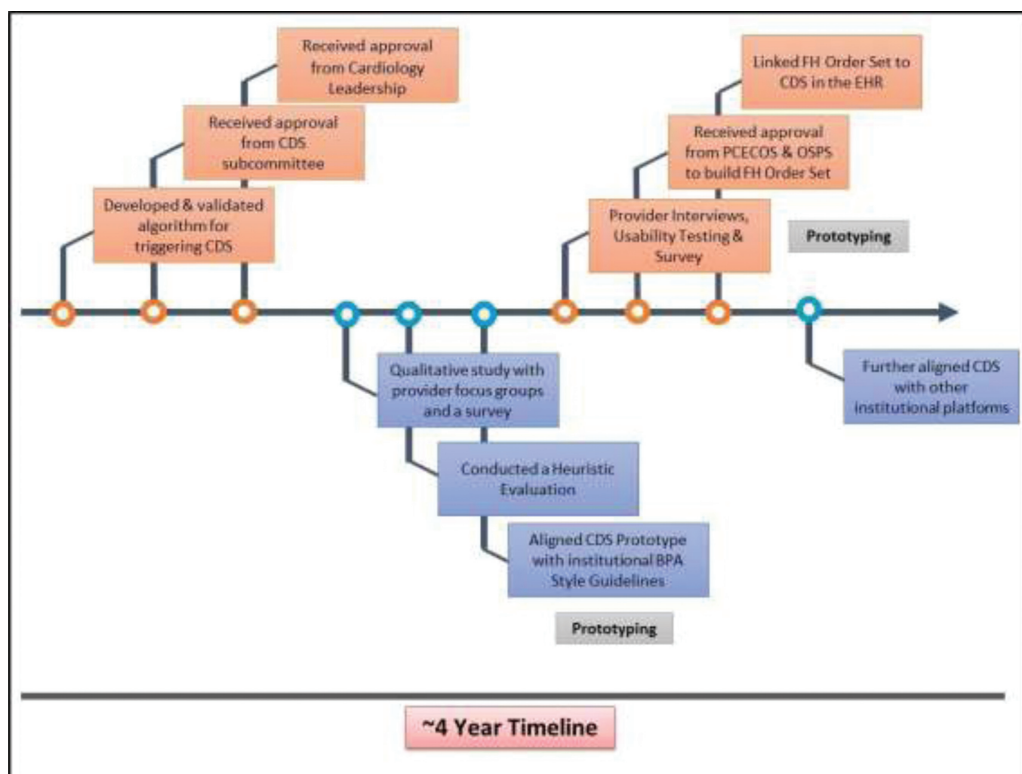 Received approval
from Cardiology
Leadership
Received approval
from CDS
subcommittee
Developed & validated
algorithm for
triggering CDS
Linked FH Order Set to
CDS in the EHR
Received approval
from PCECOS & OSPS
to build FH Order Set
Provider Interviews,
Usability Testing &
Survey
Prototyping
Qualitative study with
provider focus groups
and a survey
Conducted a Heuristic
Evaluation
Aligned CDS Prototype
with institutional BPA
Style Guidelines
Prototyping
Further aligned CDS
with other
institutional platforms
~4 Year Timeline